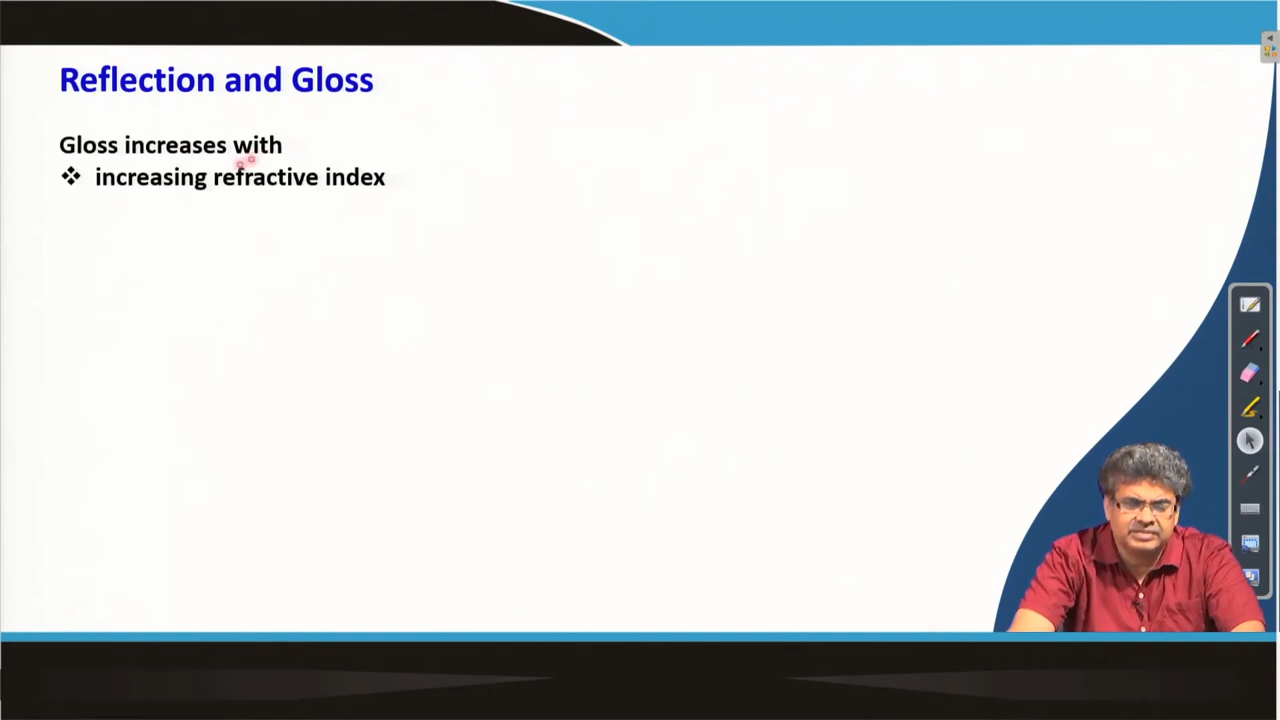 Reflection and Gloss
Gloss increases with
❖ increasing refractive index